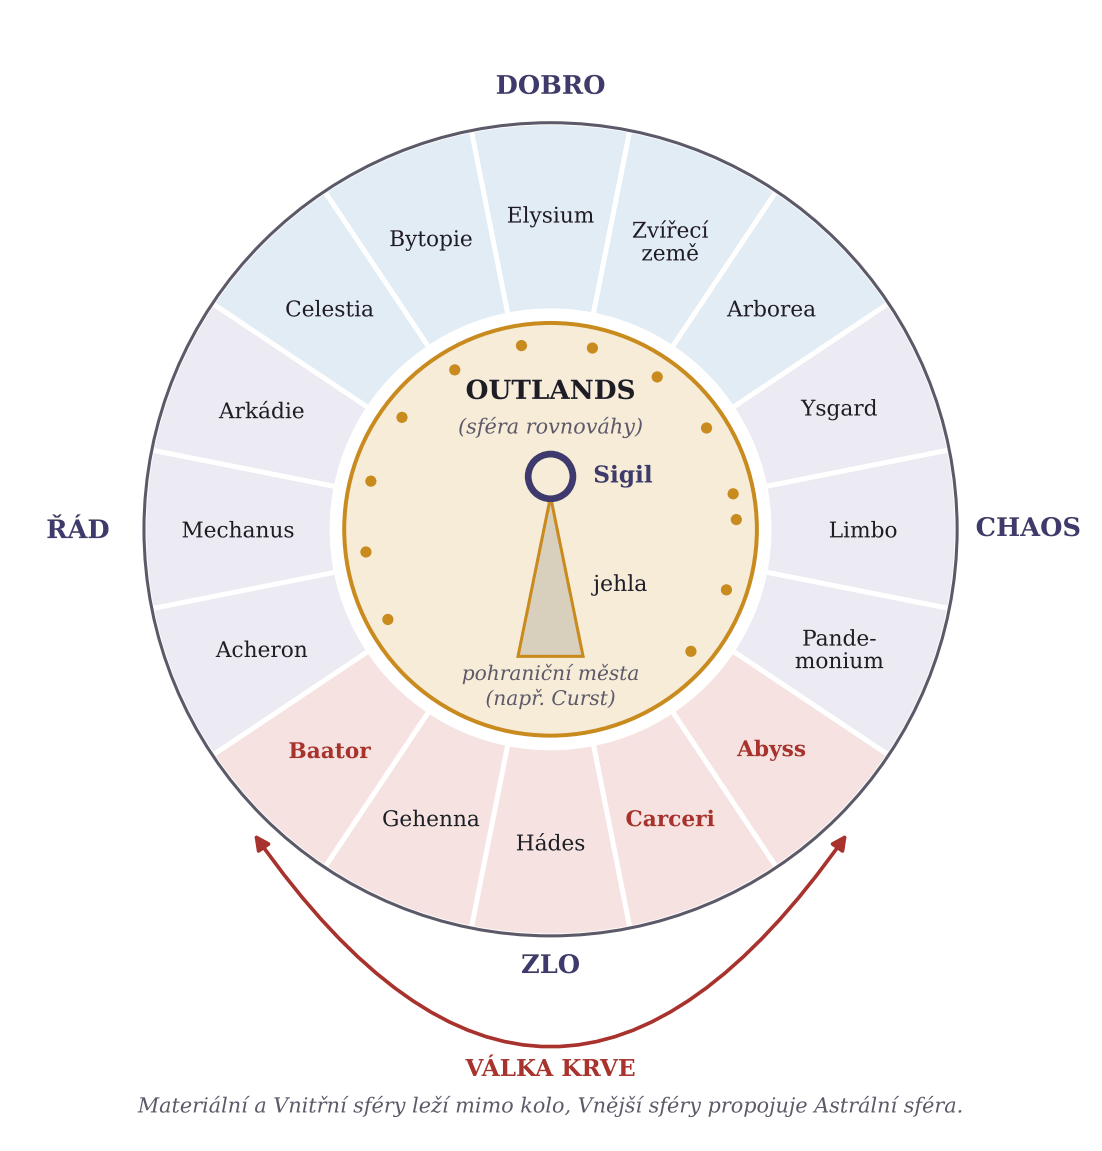 DOBRO
Elysium
Bytopie
Zvířecí
země
Celestia
Arborea
Arkádie
Ysgard
OUTLANDS
(sféra rovnováhy)
Sigil
ŘÁD
Mechanus
Limbo
CHAOS
jehla
Acheron
Pande-
monium
pohraniční města
(např. Curst)
Baator
Abyss
Gehenna
Carceri
Hádes
ZLO
VÁLKA KRVE
Materiální a Vnitřní sféry leží mimo kolo, Vnější sféry propojuje Astrální sféra.